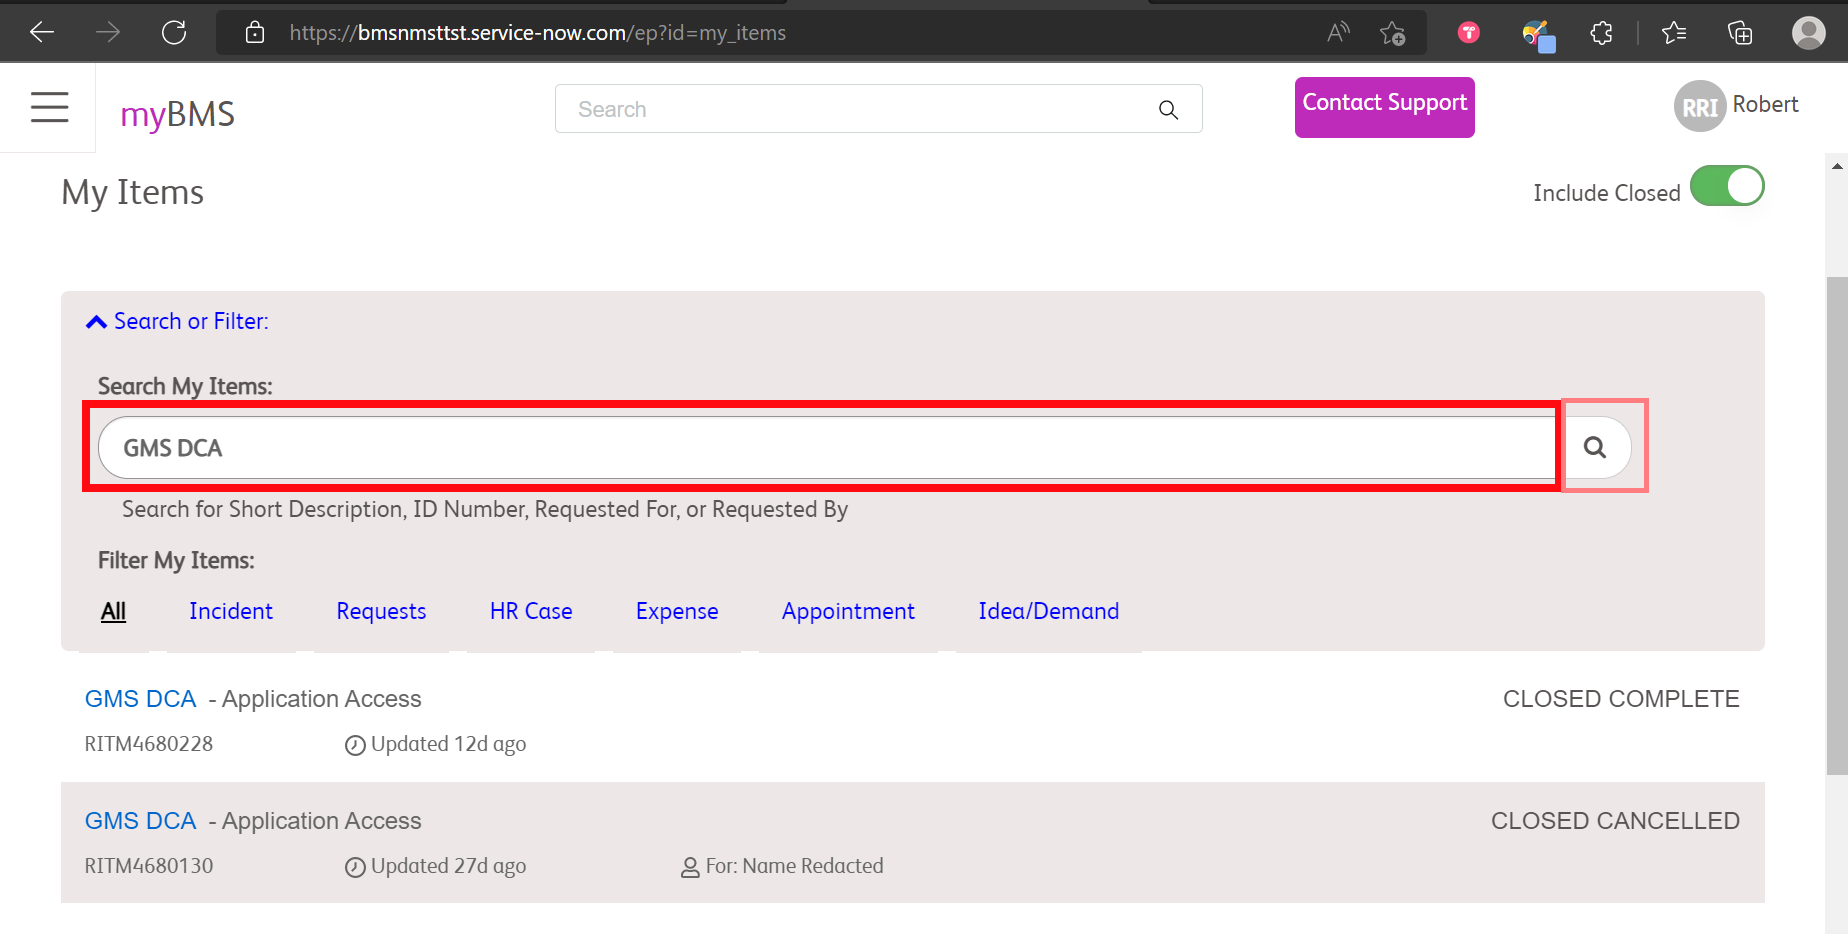 https://bmsnmsttst.service-now.com/ep?id=my_items
myBMS
Search
Contact Support
RRI Robert
My Items
Include Closed
Search or Filter:
Search My Items:
GMS DCA
Search for Short Description, ID Number, Requested For, or Requested By
Filter My Items:
All Incident Requests HR Case Expense Appointment Idea/Demand
GMS DCA - Application Access CLOSED COMPLETE
RITM4680228 Updated 12d ago
GMS DCA - Application Access CLOSED CANCELLED
RITM4680130 Updated 27d ago For: Name Redacted